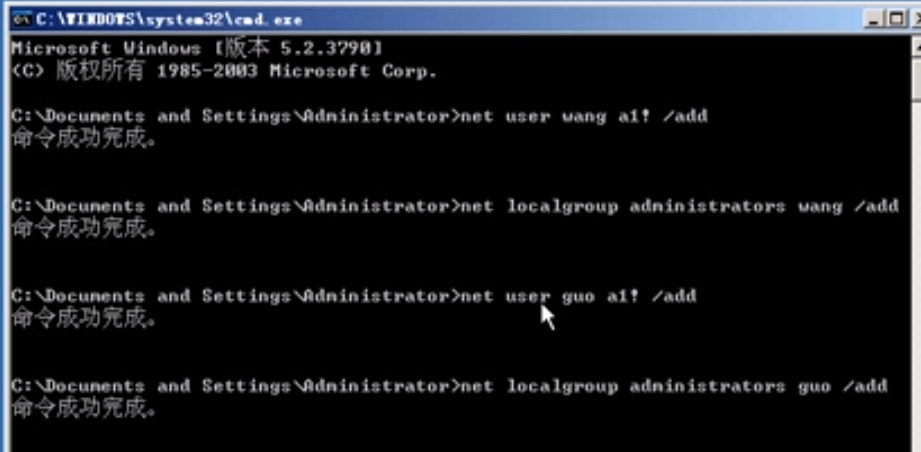 C:\WINDOWS\system32\cmd.exe
Microsoft Windows [版本 5.2.3790]
(C) 版权所有 1985-2003 Microsoft Corp.
C:\Documents and Settings\Administrator>net user wang a1! /add
命令成功完成。
C:\Documents and Settings\Administrator>net localgroup administrators wang /add
命令成功完成。
C:\Documents and Settings\Administrator>net user guo a1! /add
命令成功完成。
C:\Documents and Settings\Administrator>net localgroup administrators guo /add
命令成功完成。